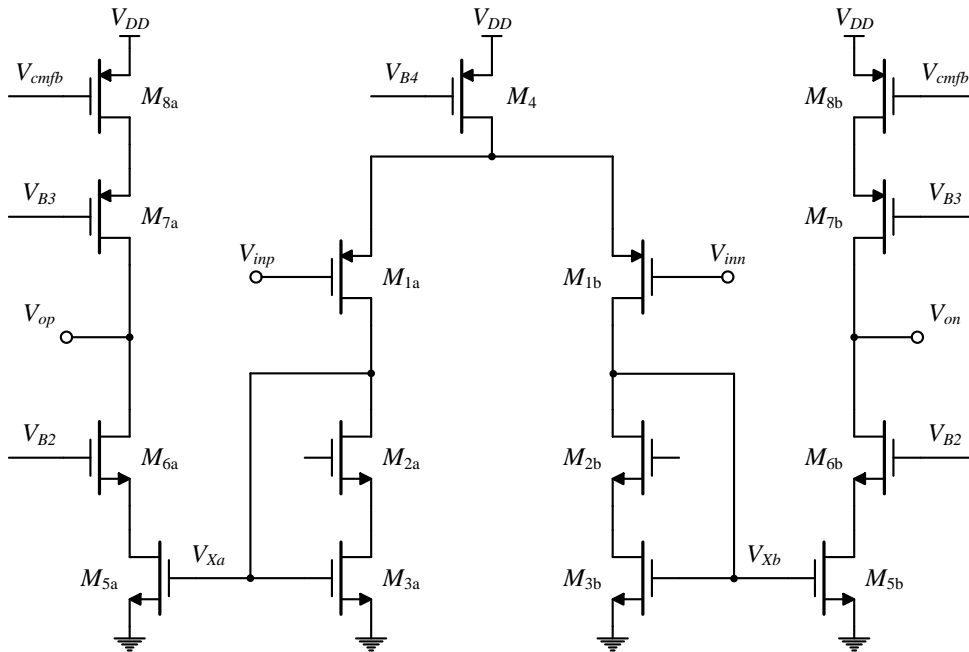 V_DD V_DD V_DD
V_cmfb V_B4 V_cmfb
M_8a M_4 M_8b
V_B3 V_B3
M_7a M_7b
V_inp V_inn
M_1a M_1b
V_op V_on
V_B2 V_B2
M_6a M_2a M_2b M_6b
V_Xa V_Xb
M_5a M_3a M_3b M_5b